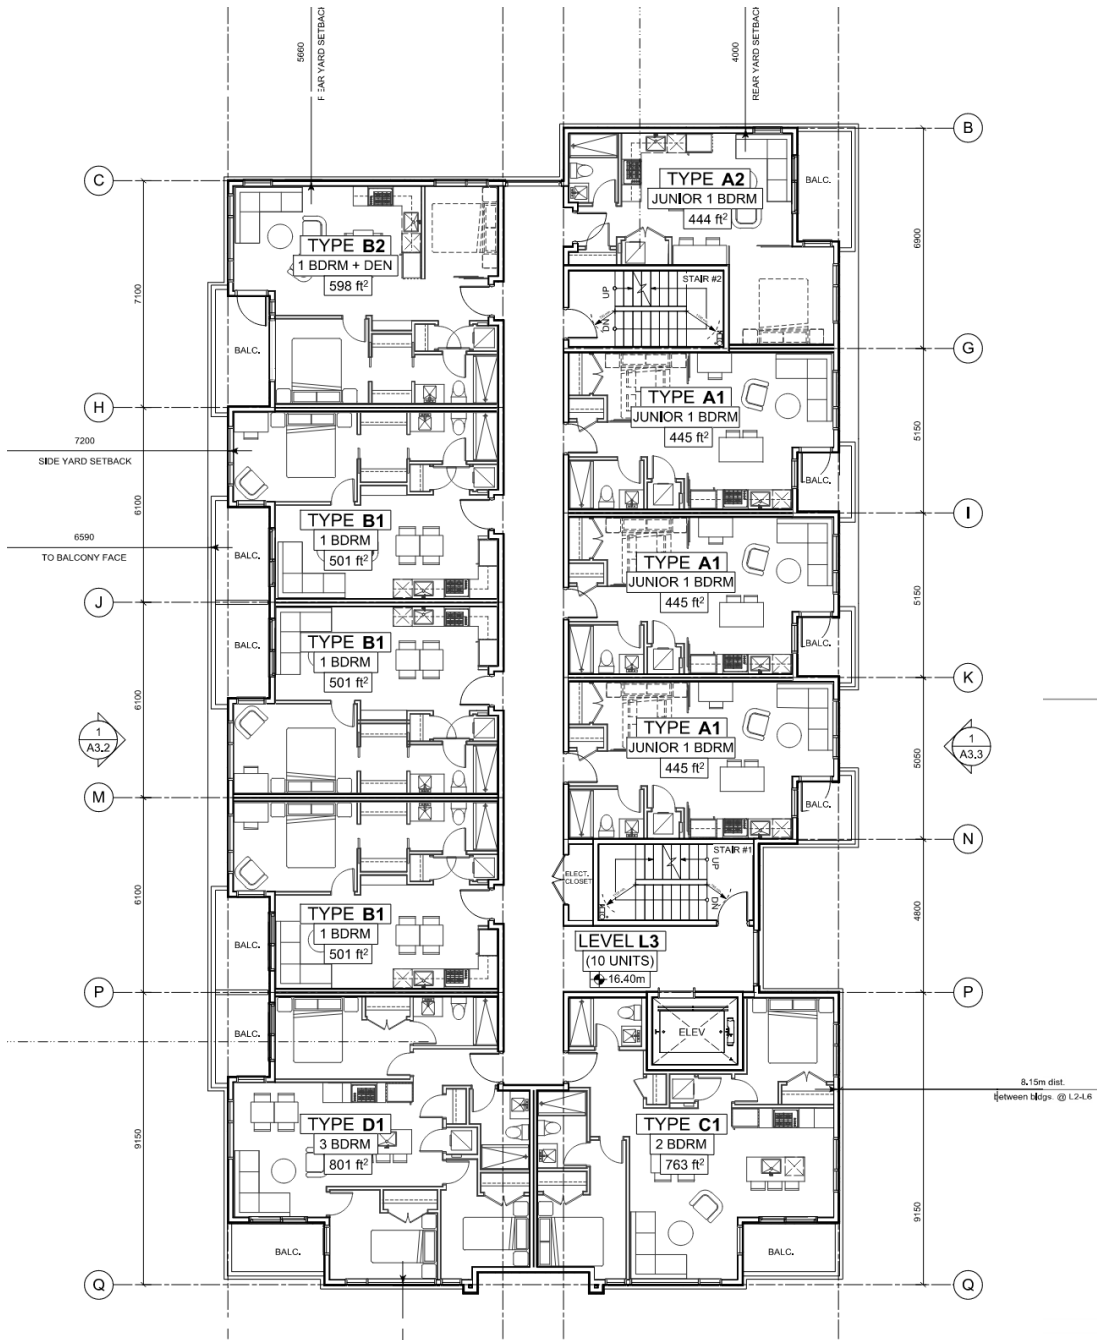 5660
REAR YARD SETBACK
4000
REAR YARD SETBACK
B
C
TYPE A2
JUNIOR 1 BDRM
444 ft²
BALC.
6900
TYPE B2
1 BDRM + DEN
598 ft²
7100
STAIR #2
UP
DN
BALC.
G
H
TYPE A1
JUNIOR 1 BDRM
445 ft²
5150
7200
SIDE YARD SETBACK
BALC.
6100
I
TYPE B1
1 BDRM
501 ft²
6590
TO BALCONY FACE
BALC.
TYPE A1
JUNIOR 1 BDRM
445 ft²
5150
J
TYPE B1
1 BDRM
501 ft²
BALC.
BALC.
K
6100
TYPE A1
JUNIOR 1 BDRM
445 ft²
1
A3.2
1
A3.3
5050
M
BALC.
N
STAIR #1
UP
DN
ELECT.
CLOSET
6100
4800
TYPE B1
1 BDRM
501 ft²
BALC.
LEVEL L3
(10 UNITS)
16.40m
P
P
BALC.
ELEV
8.15m dist.
between bldgs. @ L2-L6
TYPE D1
3 BDRM
801 ft²
TYPE C1
2 BDRM
763 ft²
9150
9150
BALC.
BALC.
Q
Q